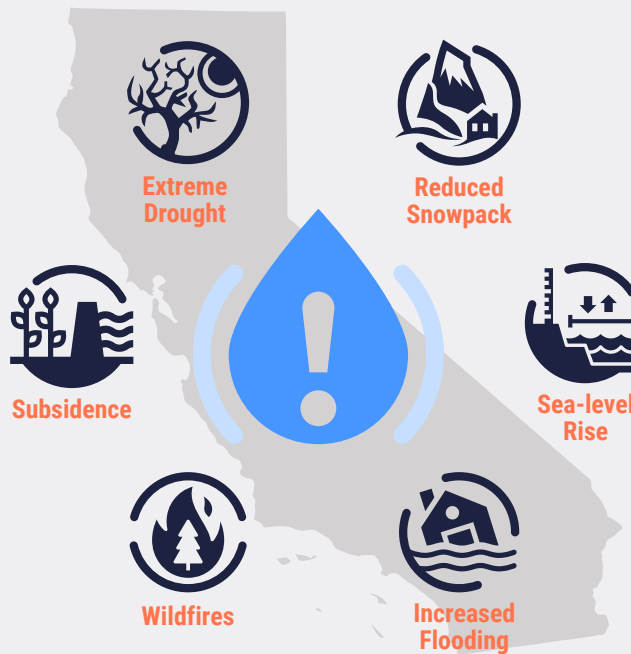 Extreme
Drought
Reduced
Snowpack
!
Subsidence
Sea-level
Rise
Wildfires
Increased
Flooding